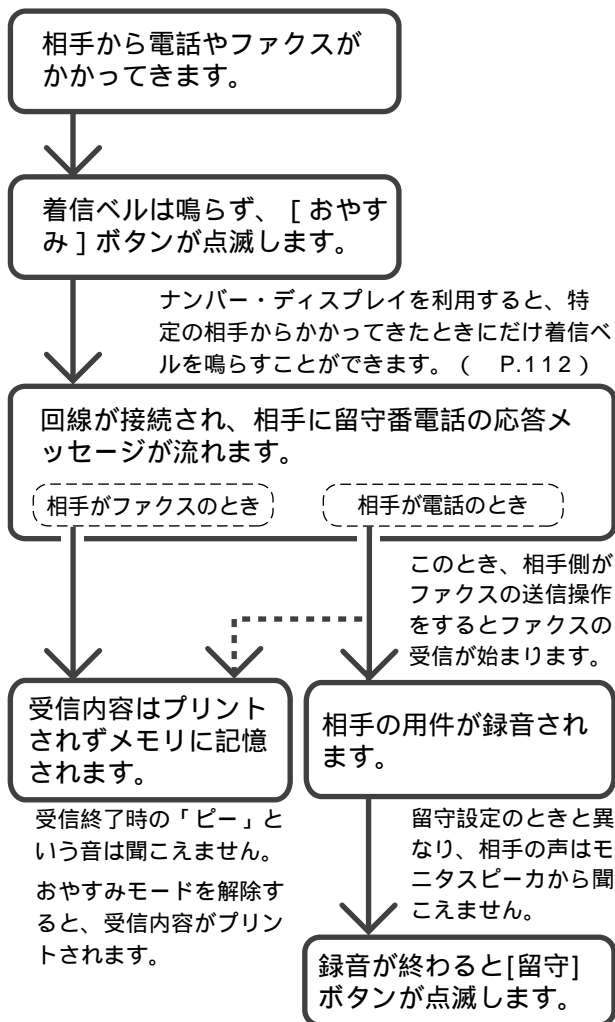 相手から電話やファクスが
かかってきます。
着信ベルは鳴らず、[おやす
み]ボタンが点滅します。
ナンバー・ディスプレイを利用すると、特
定の相手からかかってきたときにだけ着信ベ
ルを鳴らすことができます。( P.112)
回線が接続され、相手に留守番電話の応答メ
ッセージが流れます。
相手がファクスのとき
相手が電話のとき
このとき、相手側が
ファクスの送信操作
をするとファクスの
受信が始まります。
受信内容はプリント
されずメモリに記憶
されます。
受信終了時の「ピー」と
いう音は聞こえません。
おやすみモードを解除す
ると、受信内容がプリン
トされます。
相手の用件が録音され
ます。
留守設定のときと異
なり、相手の声はモ
ニタスピーカから聞
こえません。
録音が終わると[留守]
ボタンが点滅します。